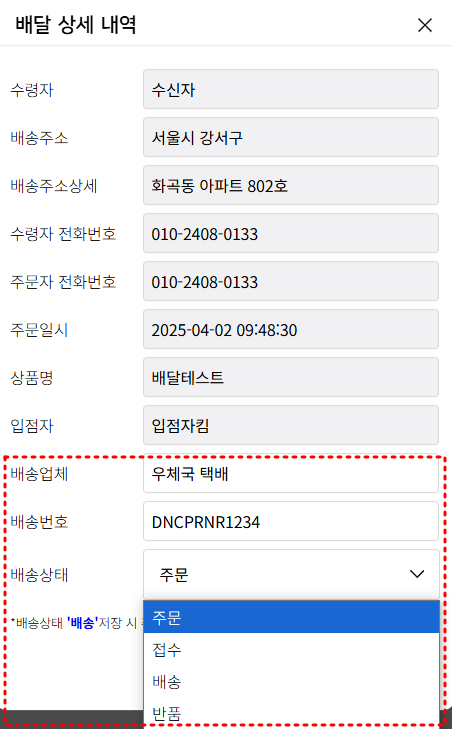 배달 상세 내역
수령자 수신자
배송주소 서울시 강서구
배송주소상세 화곡동 아파트 802호
수령자 전화번호 010-2408-0133
주문자 전화번호 010-2408-0133
주문일시 2025-04-02 09:48:30
상품명 배달테스트
입점자 입점자킴
배송업체 우체국 택배
배송번호 DNCPRNR1234
배송상태 주문
*배송상태 '배송'저장 시
주문
접수
배송
반품